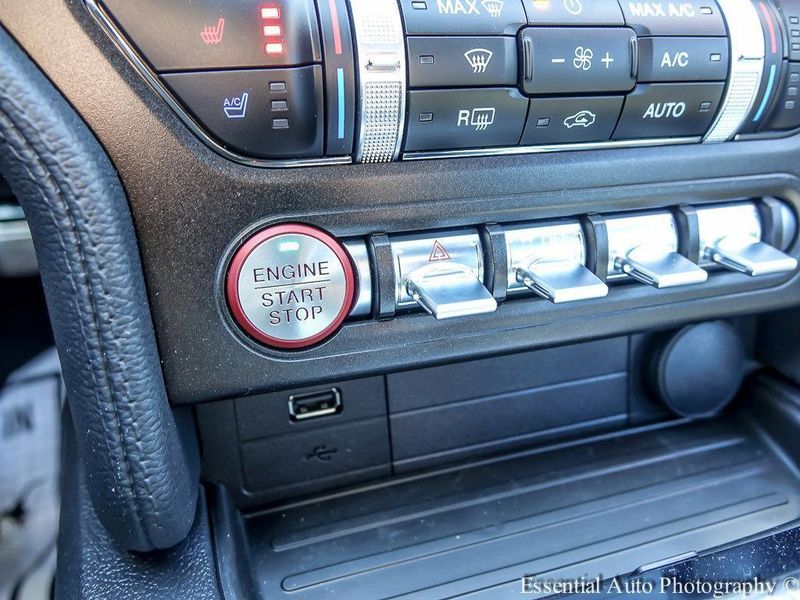 MAX
MAX A/C
A/C
A/C
R
AUTO
ENGINE
START
STOP
Essential Auto Photography ©